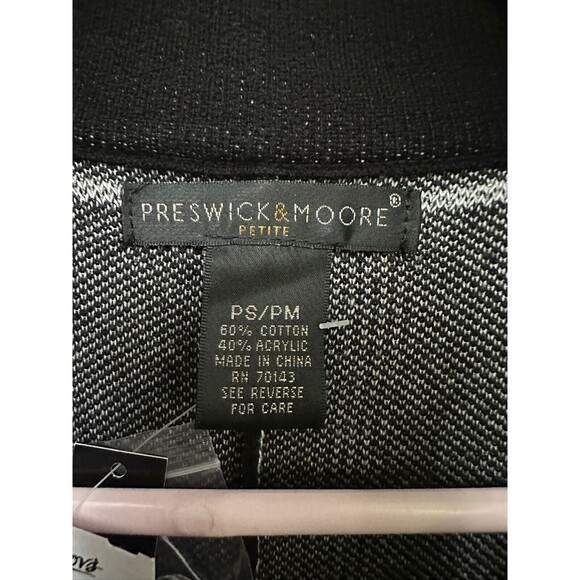 PRESWICK&MOORE®
PETITE
PS/PM
60% COTTON
40% ACRYLIC
MADE IN CHINA
RN 70143
SEE REVERSE
FOR CARE